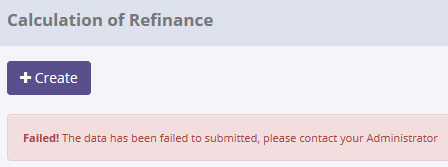 Calculation of Refinance
+ Create
Failed! The data has been failed to submitted, please contact your Administrator